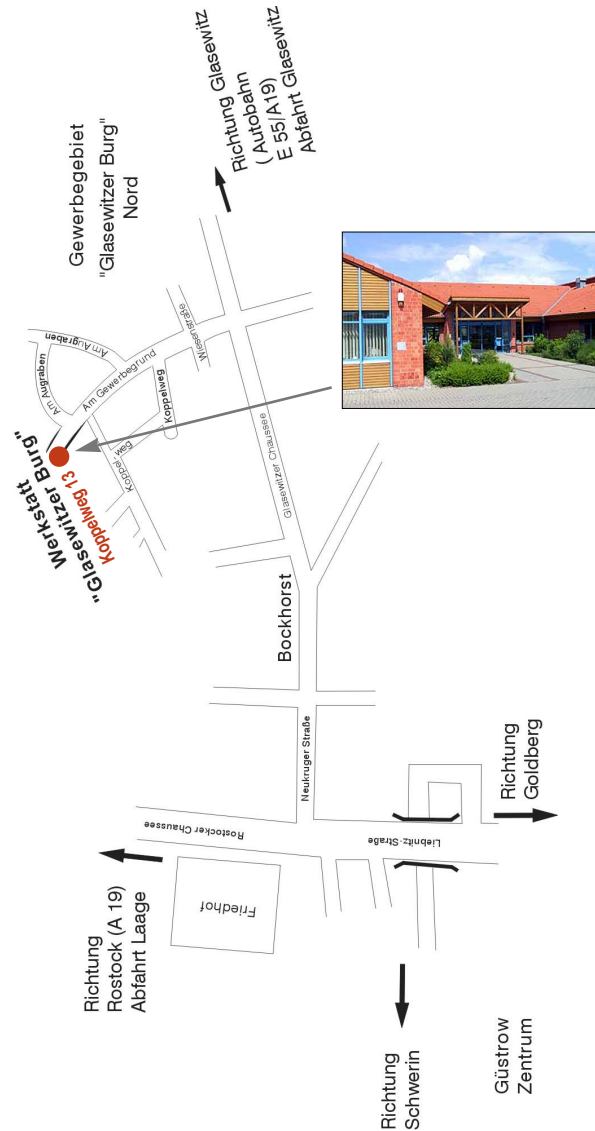 Gewerbegebiet
"Glasewitzer Burg"
Nord
Richtung Glasewitz
(Autobahn
E 55/A19)
Abfahrt Glasewitz
Werkstatt
"Glasewitzer Burg"
Koppelweg 13
Am Augraben
Am Augraben
Am Gewerbegrund
Wiesenstraße
Koppelweg
Koppel-weg
Glasewitzer Chaussee
Bockhorst
Neukruger Straße
Rostocker Chaussee
Liebnitz-Straße
Friedhof
Richtung
Rostock (A 19)
Abfahrt Laage
Richtung
Goldberg
Richtung
Schwerin
Güstrow
Zentrum